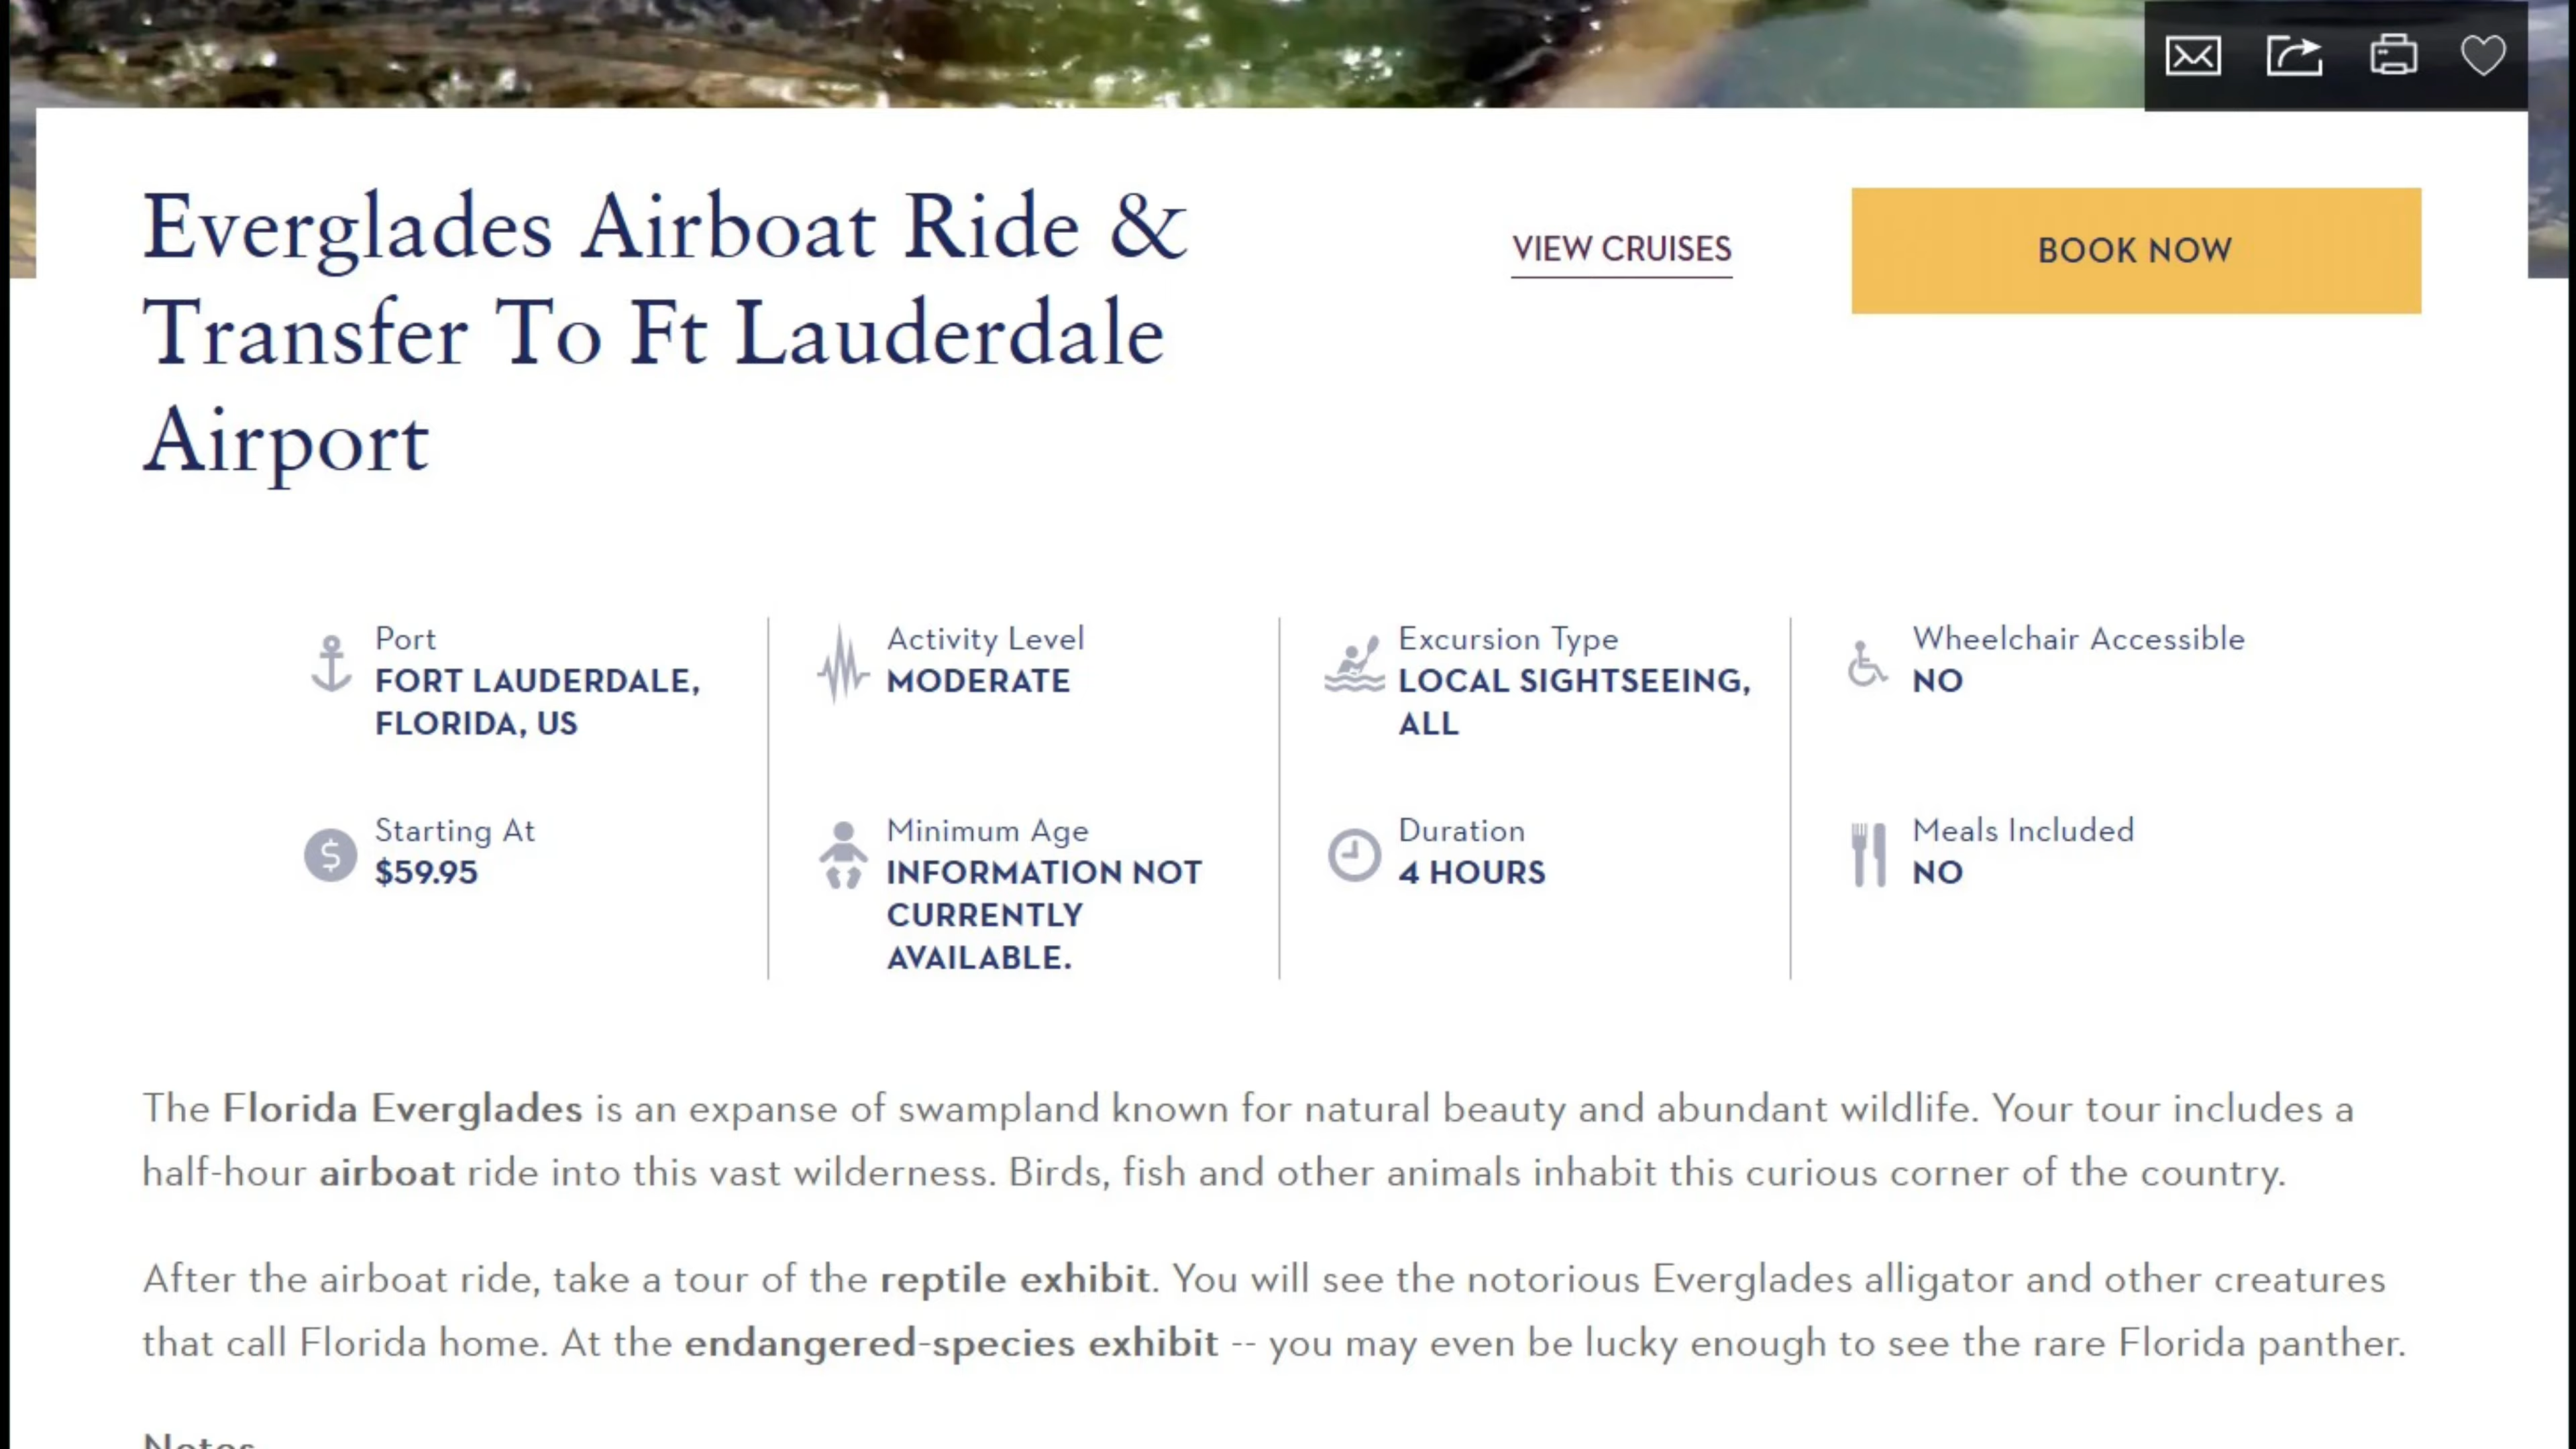 Everglades Airboat Ride &
Transfer To Ft Lauderdale
Airport
VIEW CRUISES
BOOK NOW
Port
FORT LAUDERDALE,
FLORIDA, US
Activity Level
MODERATE
Excursion Type
LOCAL SIGHTSEEING,
ALL
Wheelchair Accessible
NO
Starting At
$59.95
Minimum Age
INFORMATION NOT
CURRENTLY
AVAILABLE.
Duration
4 HOURS
Meals Included
NO
The Florida Everglades is an expanse of swampland known for natural beauty and abundant wildlife. Your tour includes a
half-hour airboat ride into this vast wilderness. Birds, fish and other animals inhabit this curious corner of the country.
After the airboat ride, take a tour of the reptile exhibit. You will see the notorious Everglades alligator and other creatures
that call Florida home. At the endangered-species exhibit -- you may even be lucky enough to see the rare Florida panther.
Notes